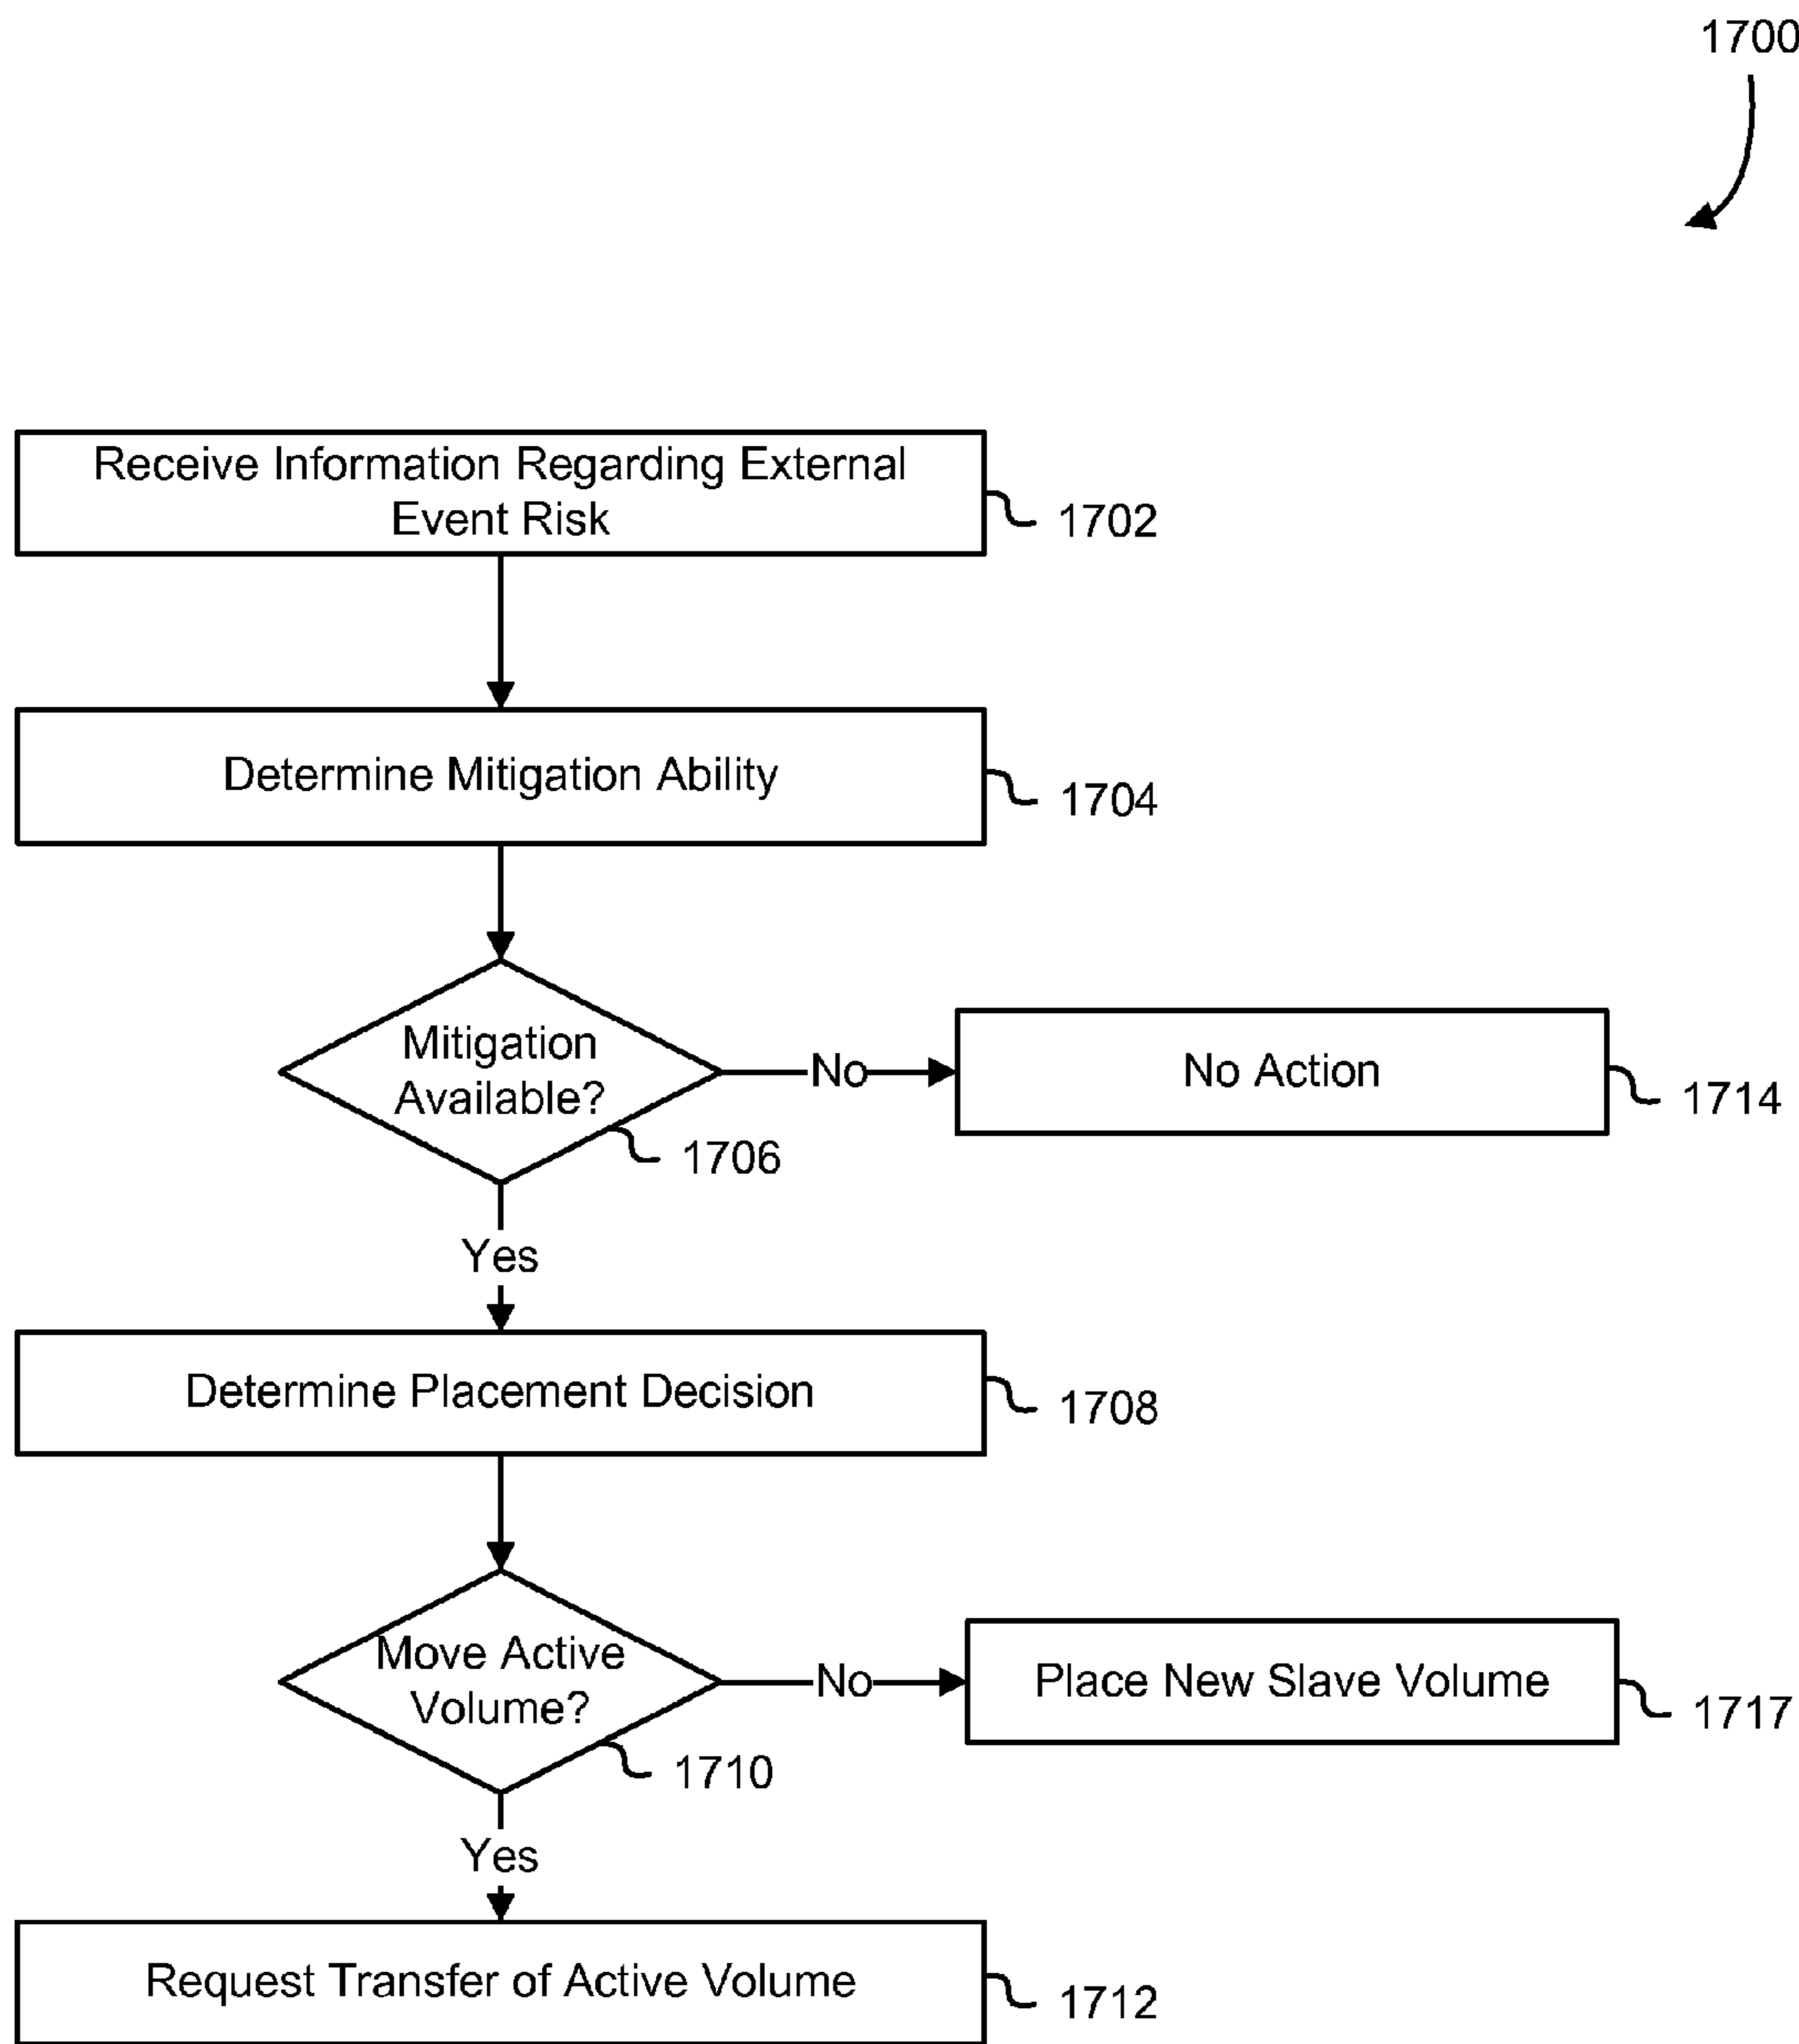 1700
Receive Information Regarding External
Event Risk
1702
Determine Mitigation Ability
1704
Mitigation
Available?
No
No Action
1714
1706
Yes
Determine Placement Decision
1708
Move Active
Volume?
No
Place New Slave Volume
1717
1710
Yes
Request Transfer of Active Volume
1712